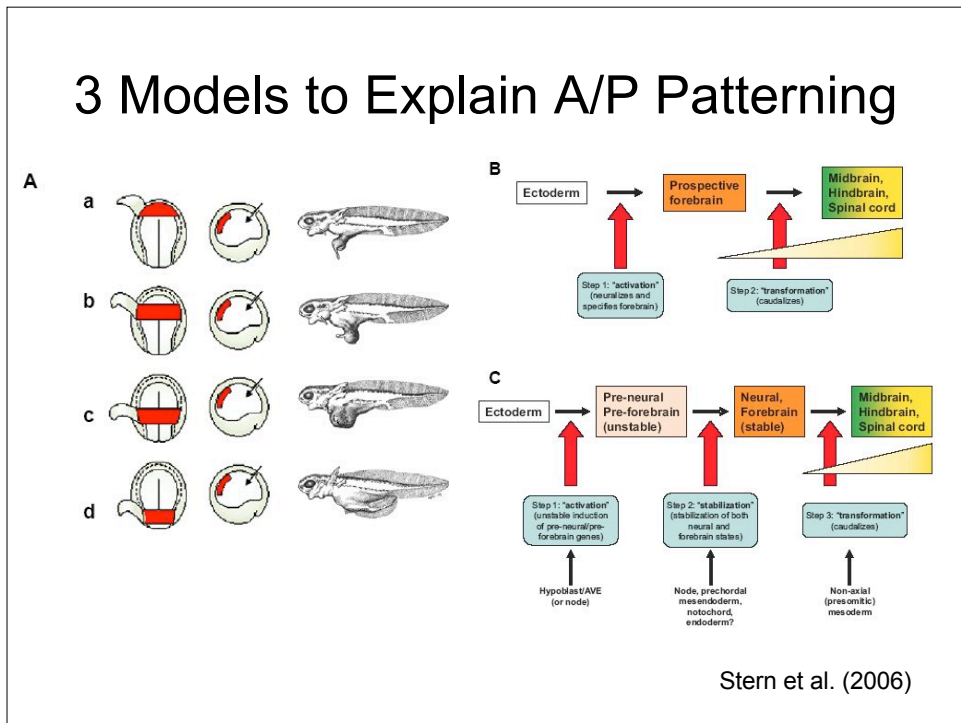 3 Models to Explain A/P Patterning
A
a
b
c
d
B
Ectoderm
Prospective
forebrain
Midbrain,
Hindbrain,
Spinal cord
Step 1: "activation"
(neuralizes and
specifies forebrain)
Step 2: "transformation"
(caudalizes)
C
Ectoderm
Pre-neural
Pre-forebrain
(unstable)
Neural,
Forebrain
(stable)
Midbrain,
Hindbrain,
Spinal cord
Step 1: "activation"
(unstable induction
of pre-neural/pre-
forebrain genes)
Step 2: "stabilization"
(stabilization of both
neural and
forebrain states)
Step 3: "transformation"
(caudalizes)
Hypoblast/AVE
(or node)
Node, prechordal
mesendoderm,
notochord,
endoderm?
Non-axial
(presomitic)
mesoderm
Stern et al. (2006)